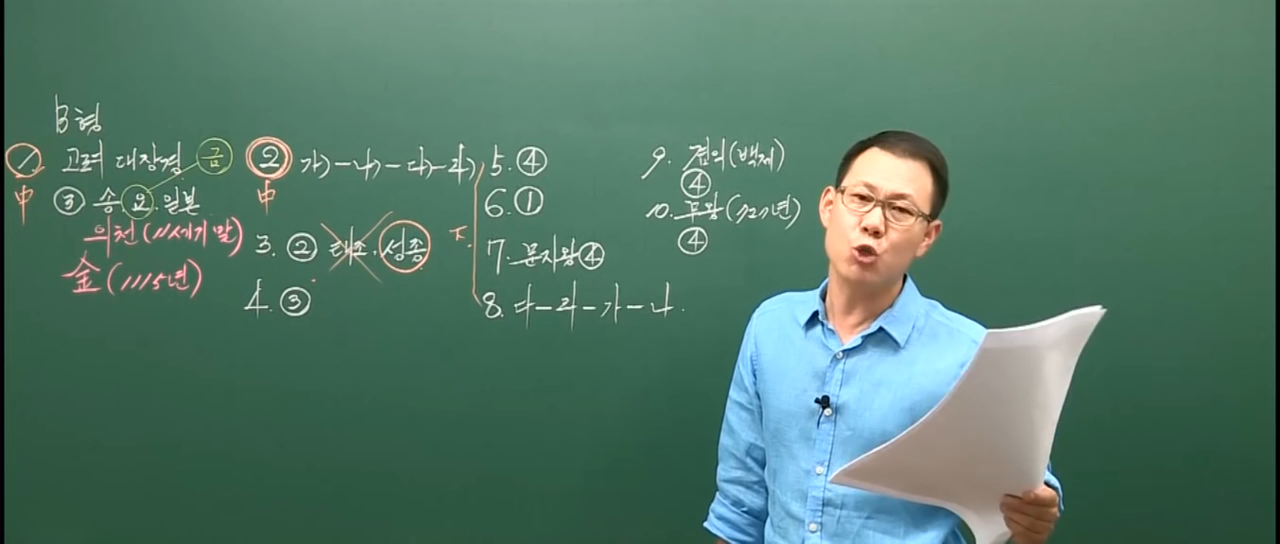 B형
① 고려 대장경 금
中 ③ 송, 요, 일본
의천(11세기 말)
金(1115년)
② 가)-나)-다)-라)
中
3. ② 태조, 성종
4. ③
下
5. ④
6. ①
7. 문자왕 ④
8. 다-라-가-나.
9. 겸익(백제)
④
10. 무왕(727년)
④